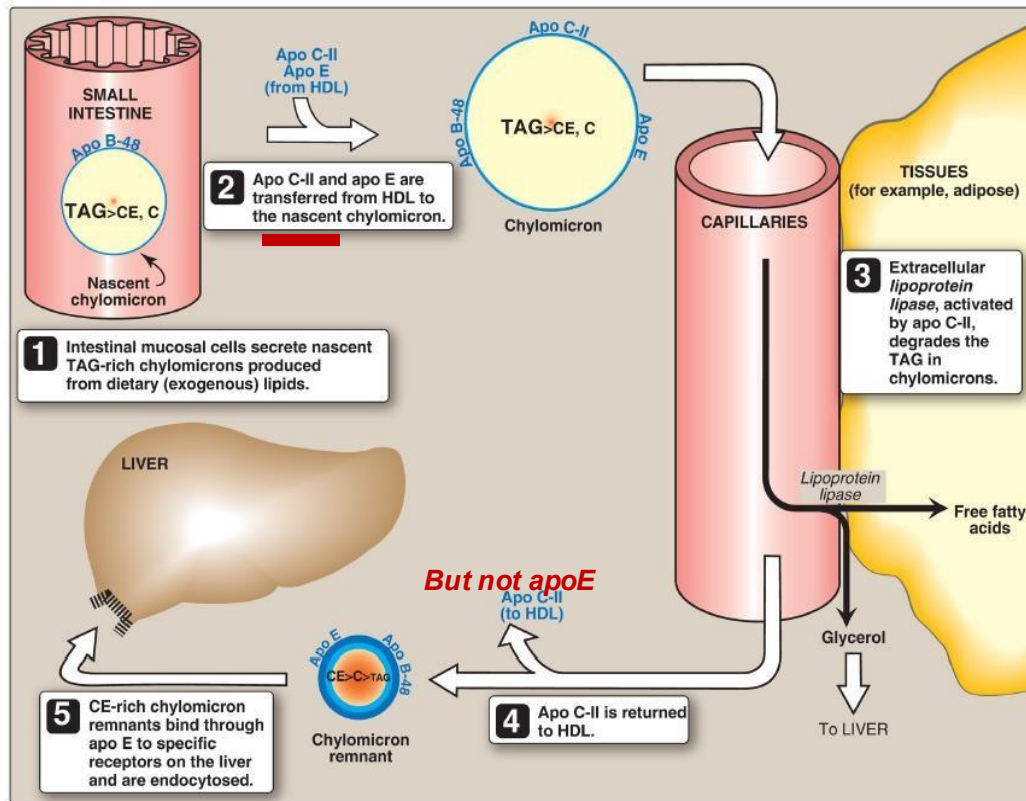 SMALL
INTESTINE
Apo B-48
TAG>CE, C
Nascent
chylomicron
1 Intestinal mucosal cells secrete nascent
TAG-rich chylomicrons produced
from dietary (exogenous) lipids.
Apo C-II
Apo E
(from HDL)
2 Apo C-II and apo E are
transferred from HDL to
the nascent chylomicron.
Apo C-II
Apo B-48
TAG>CE, C
Apo E
Chylomicron
CAPILLARIES
TISSUES
(for example, adipose)
3 Extracellular
lipoprotein
lipase, activated
by apo C-II,
degrades the
TAG in
chylomicrons.
Lipoprotein
lipase
Free fatty
acids
Glycerol
To LIVER
4 Apo C-II is returned
to HDL.
But not apoE
Apo C-II
(to HDL)
Apo E
Apo B-48
CE>C>TAG
Chylomicron
remnant
LIVER
5 CE-rich chylomicron
remnants bind through
apo E to specific
receptors on the liver
and are endocytosed.